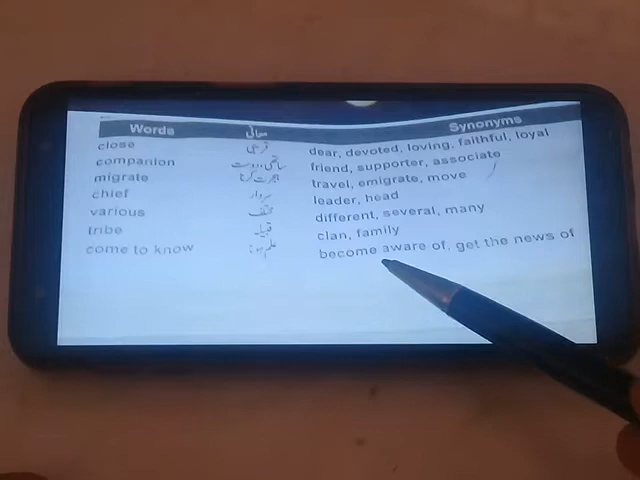 Words معانی Synonyms
close قریبی dear, devoted, loving, faithful, loyal
companion ساتھی، دوست friend, supporter, associate
migrate ہجرت کرنا travel, emigrate, move
chief سردار leader, head
various مختلف different, several, many
tribe قبیلہ clan, family
come to know علم ہونا become aware of, get the news of